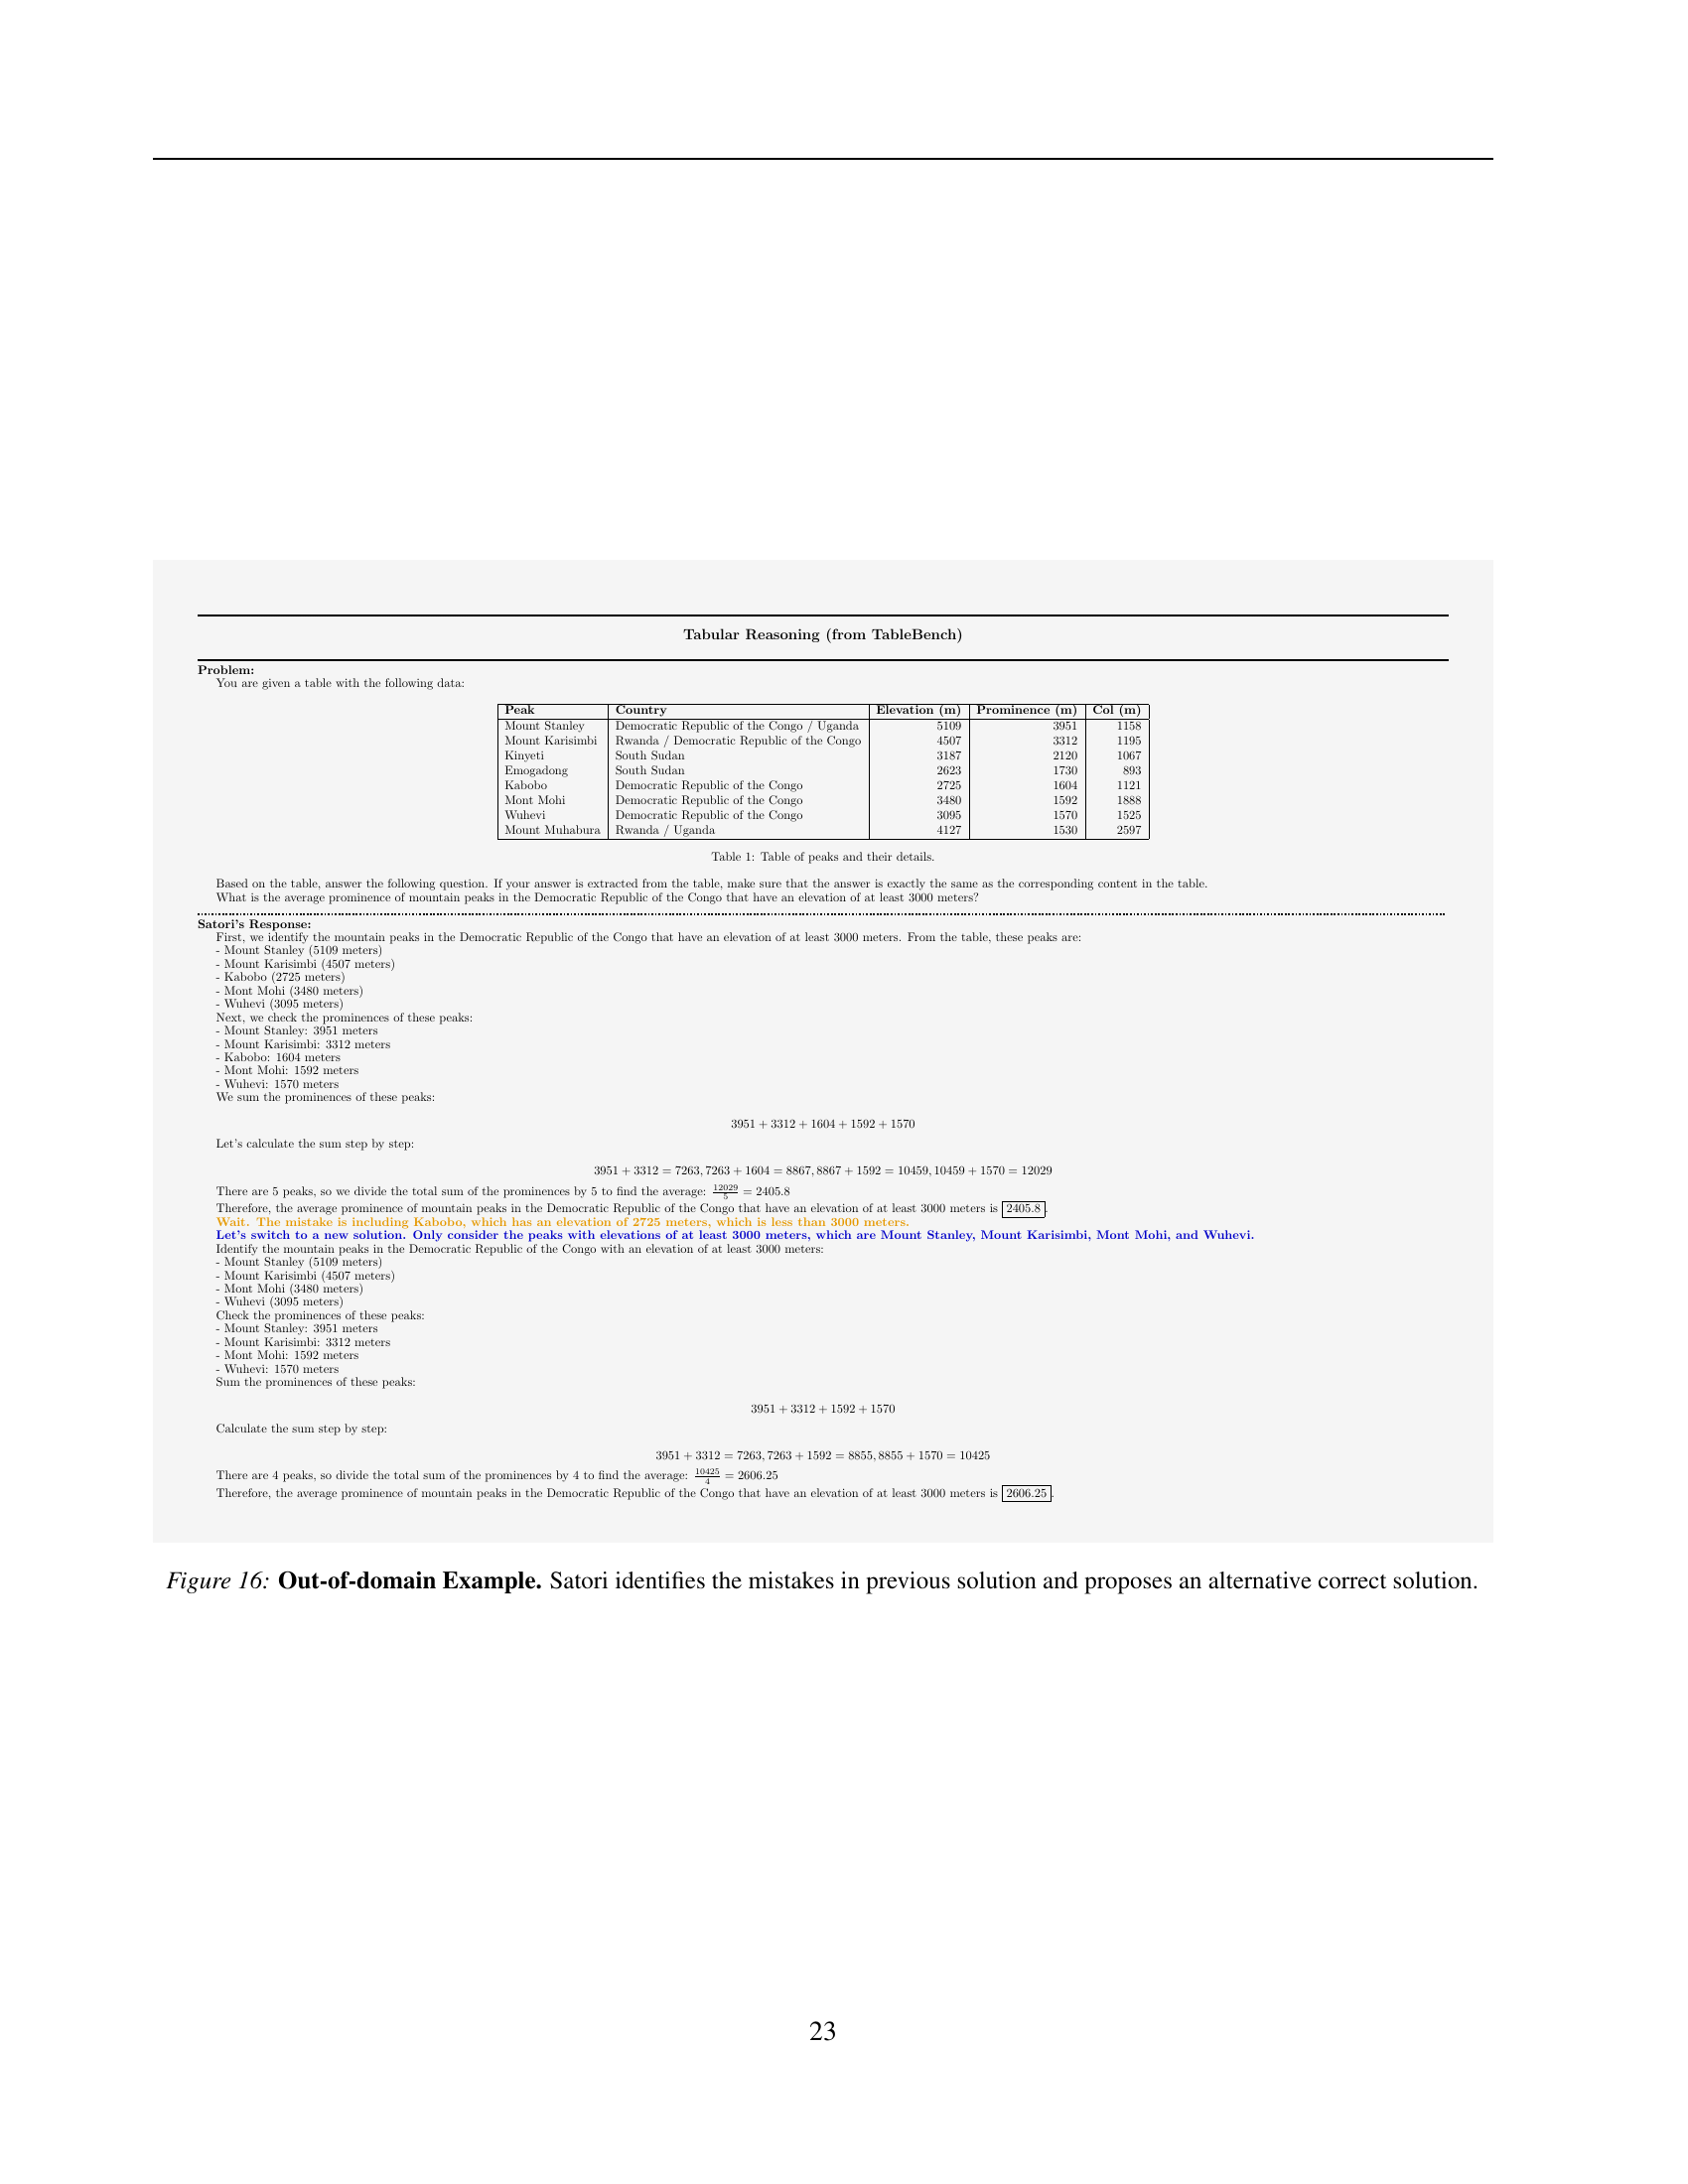 Tabular Reasoning (from TableBench)
Problem:
You are given a table with the following data:
Peak Country Elevation (m) Prominence (m) Col (m)
Mount Stanley Democratic Republic of the Congo / Uganda 5109 3951 1158
Mount Karisimbi Rwanda / Democratic Republic of the Congo 4507 3312 1195
Kinyeti South Sudan 3187 2120 1067
Emogadong South Sudan 2623 1730 893
Kabobo Democratic Republic of the Congo 2725 1604 1121
Mont Mohi Democratic Republic of the Congo 3480 1592 1888
Wuhevi Democratic Republic of the Congo 3095 1570 1525
Mount Muhabura Rwanda / Uganda 4127 1530 2597
Table 1: Table of peaks and their details.
Based on the table, answer the following question. If your answer is extracted from the table, make sure that the answer is exactly the same as the corresponding content in the table.
What is the average prominence of mountain peaks in the Democratic Republic of the Congo that have an elevation of at least 3000 meters?
Satori's Response:
First, we identify the mountain peaks in the Democratic Republic of the Congo that have an elevation of at least 3000 meters. From the table, these peaks are:
- Mount Stanley (5109 meters)
- Mount Karisimbi (4507 meters)
- Kabobo (2725 meters)
- Mont Mohi (3480 meters)
- Wuhevi (3095 meters)
Next, we check the prominences of these peaks:
- Mount Stanley: 3951 meters
- Mount Karisimbi: 3312 meters
- Kabobo: 1604 meters
- Mont Mohi: 1592 meters
- Wuhevi: 1570 meters
We sum the prominences of these peaks:
3951 + 3312 + 1604 + 1592 + 1570
Let's calculate the sum step by step:
3951 + 3312 = 7263, 7263 + 1604 = 8867, 8867 + 1592 = 10459, 10459 + 1570 = 12029
There are 5 peaks, so we divide the total sum of the prominences by 5 to find the average: 12029/5 = 2405.8
Therefore, the average prominence of mountain peaks in the Democratic Republic of the Congo that have an elevation of at least 3000 meters is 2405.8.
Wait. The mistake is including Kabobo, which has an elevation of 2725 meters, which is less than 3000 meters.
Let's switch to a new solution. Only consider the peaks with elevations of at least 3000 meters, which are Mount Stanley, Mount Karisimbi, Mont Mohi, and Wuhevi.
Identify the mountain peaks in the Democratic Republic of the Congo with an elevation of at least 3000 meters:
- Mount Stanley (5109 meters)
- Mount Karisimbi (4507 meters)
- Mont Mohi (3480 meters)
- Wuhevi (3095 meters)
Check the prominences of these peaks:
- Mount Stanley: 3951 meters
- Mount Karisimbi: 3312 meters
- Mont Mohi: 1592 meters
- Wuhevi: 1570 meters
Sum the prominences of these peaks:
3951 + 3312 + 1592 + 1570
Calculate the sum step by step:
3951 + 3312 = 7263, 7263 + 1592 = 8855, 8855 + 1570 = 10425
There are 4 peaks, so divide the total sum of the prominences by 4 to find the average: 10425/4 = 2606.25
Therefore, the average prominence of mountain peaks in the Democratic Republic of the Congo that have an elevation of at least 3000 meters is 2606.25.
Figure 16: Out-of-domain Example. Satori identifies the mistakes in previous solution and proposes an alternative correct solution.
23